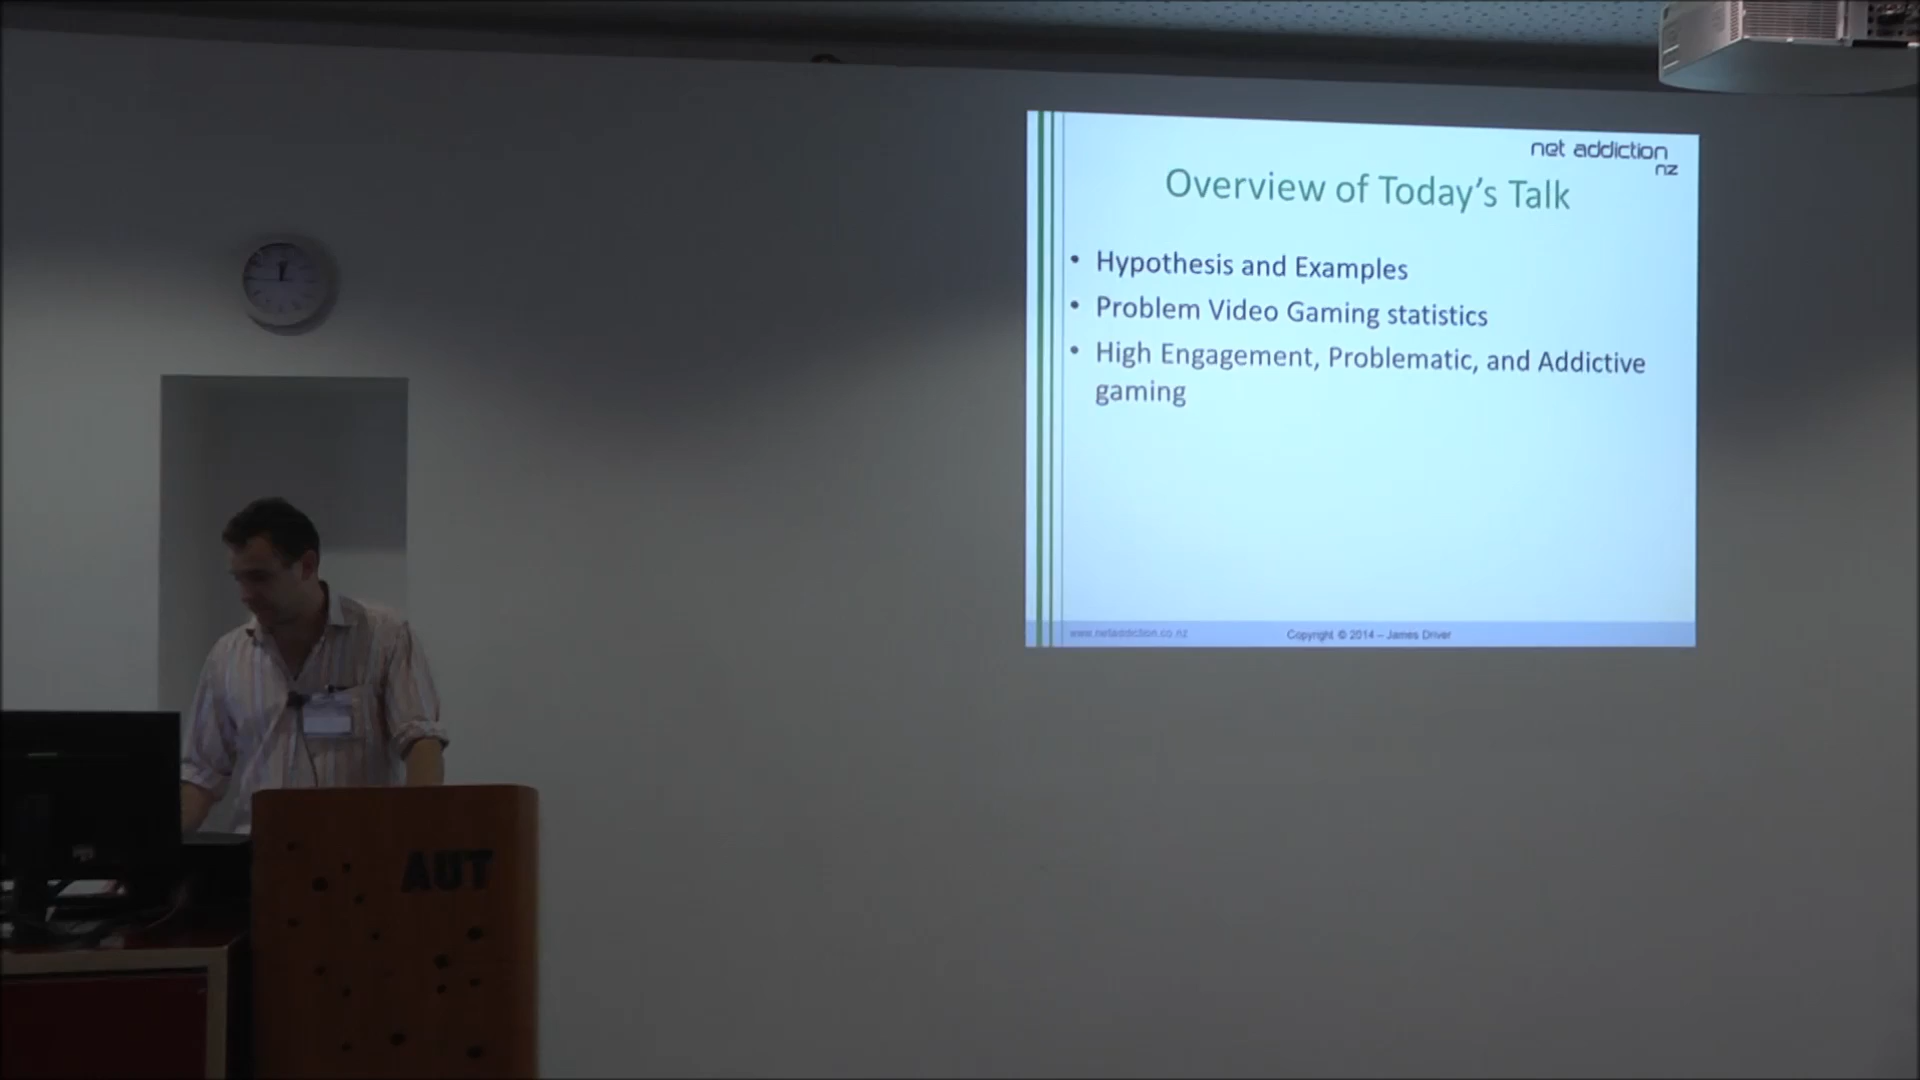 net addiction
nz
Overview of Today's Talk
• Hypothesis and Examples
• Problem Video Gaming statistics
• High Engagement, Problematic, and Addictive
gaming
www.netaddiction.co.nz
Copyright © 2014 – James Driver
AUT